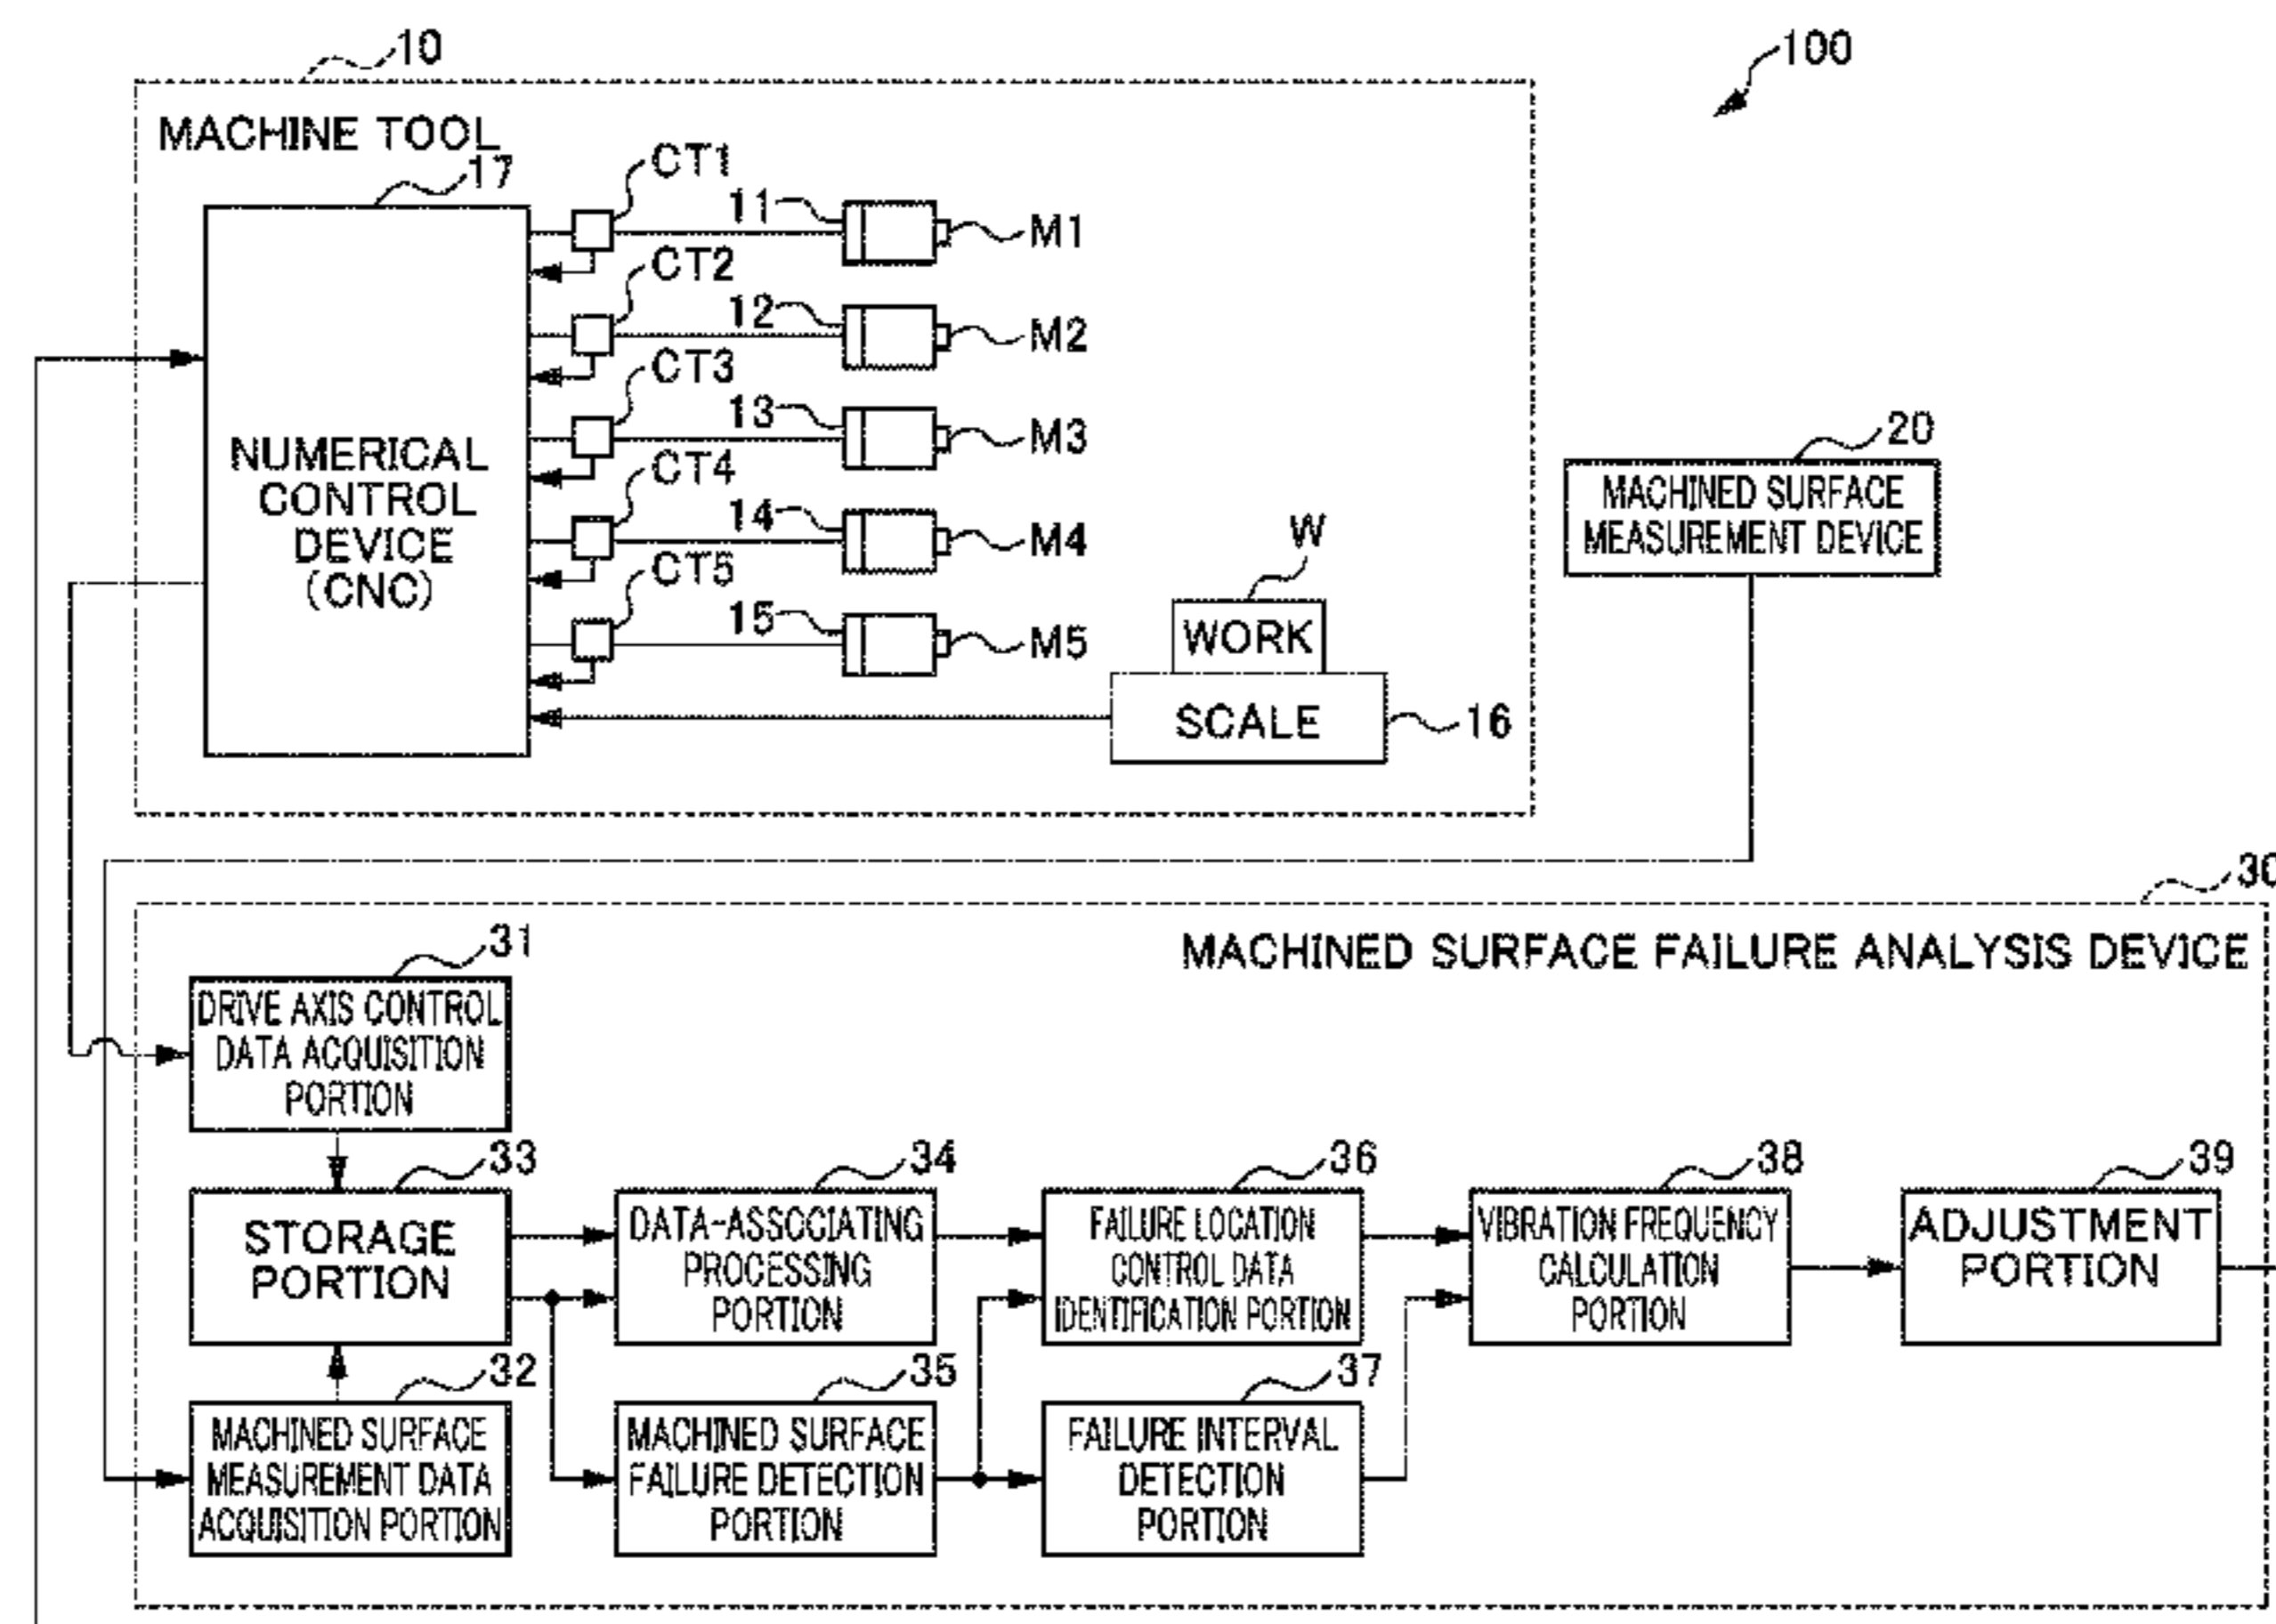 10
100
MACHINE TOOL
17
CT1
11
M1
CT2
12
M2
CT3
13
M3
CT4
14
M4
CT5
15
M5
NUMERICAL
CONTROL
DEVICE
(CNC)
W
WORK
SCALE
16
20
MACHINED SURFACE
MEASUREMENT DEVICE
30
MACHINED SURFACE FAILURE ANALYSIS DEVICE
31
DRIVE AXIS CONTROL
DATA ACQUISITION
PORTION
33
STORAGE
PORTION
32
MACHINED SURFACE
MEASUREMENT DATA
ACQUISITION PORTION
34
DATA-ASSOCIATING
PROCESSING
PORTION
35
MACHINED SURFACE
FAILURE DETECTION
PORTION
36
FAILURE LOCATION
CONTROL DATA
IDENTIFICATION PORTION
37
FAILURE INTERVAL
DETECTION
PORTION
38
VIBRATION FREQUENCY
CALCULATION
PORTION
39
ADJUSTMENT
PORTION